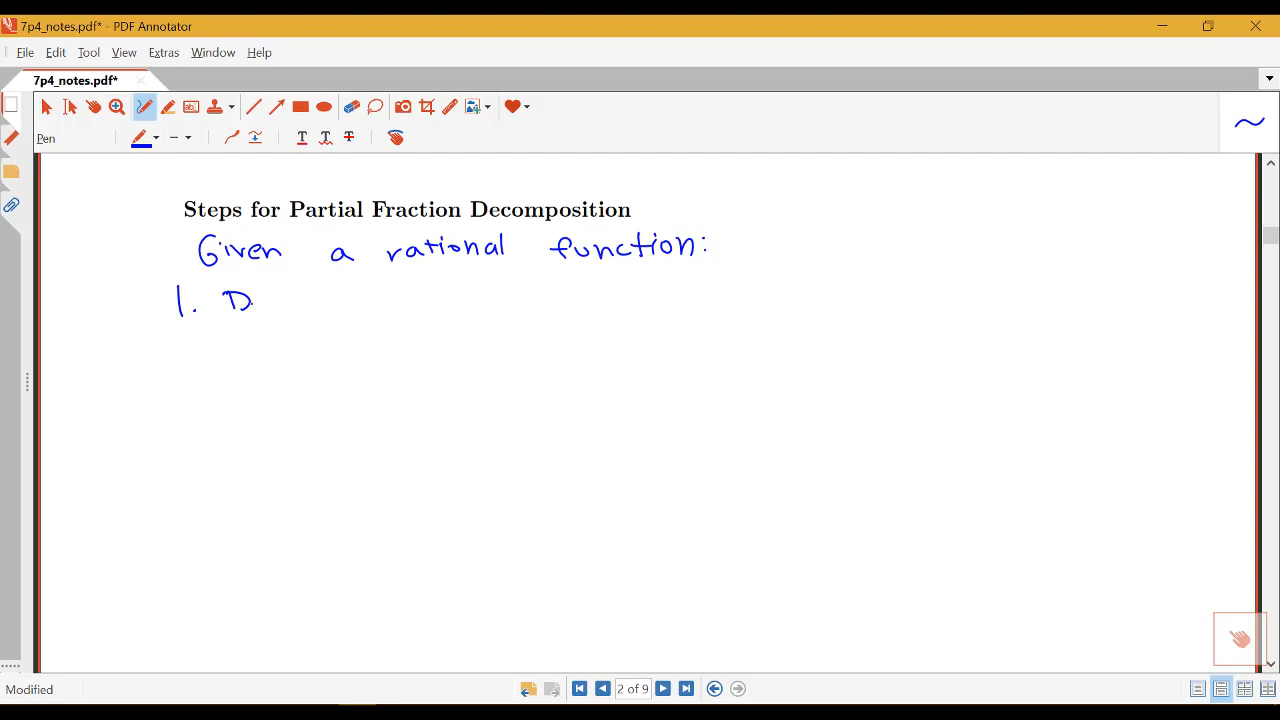 7p4_notes.pdf* - PDF Annotator
File Edit Tool View Extras Window Help
7p4_notes.pdf*
Pen
Steps for Partial Fraction Decomposition
Given a rational function:
1. D
Modified
2 of 9